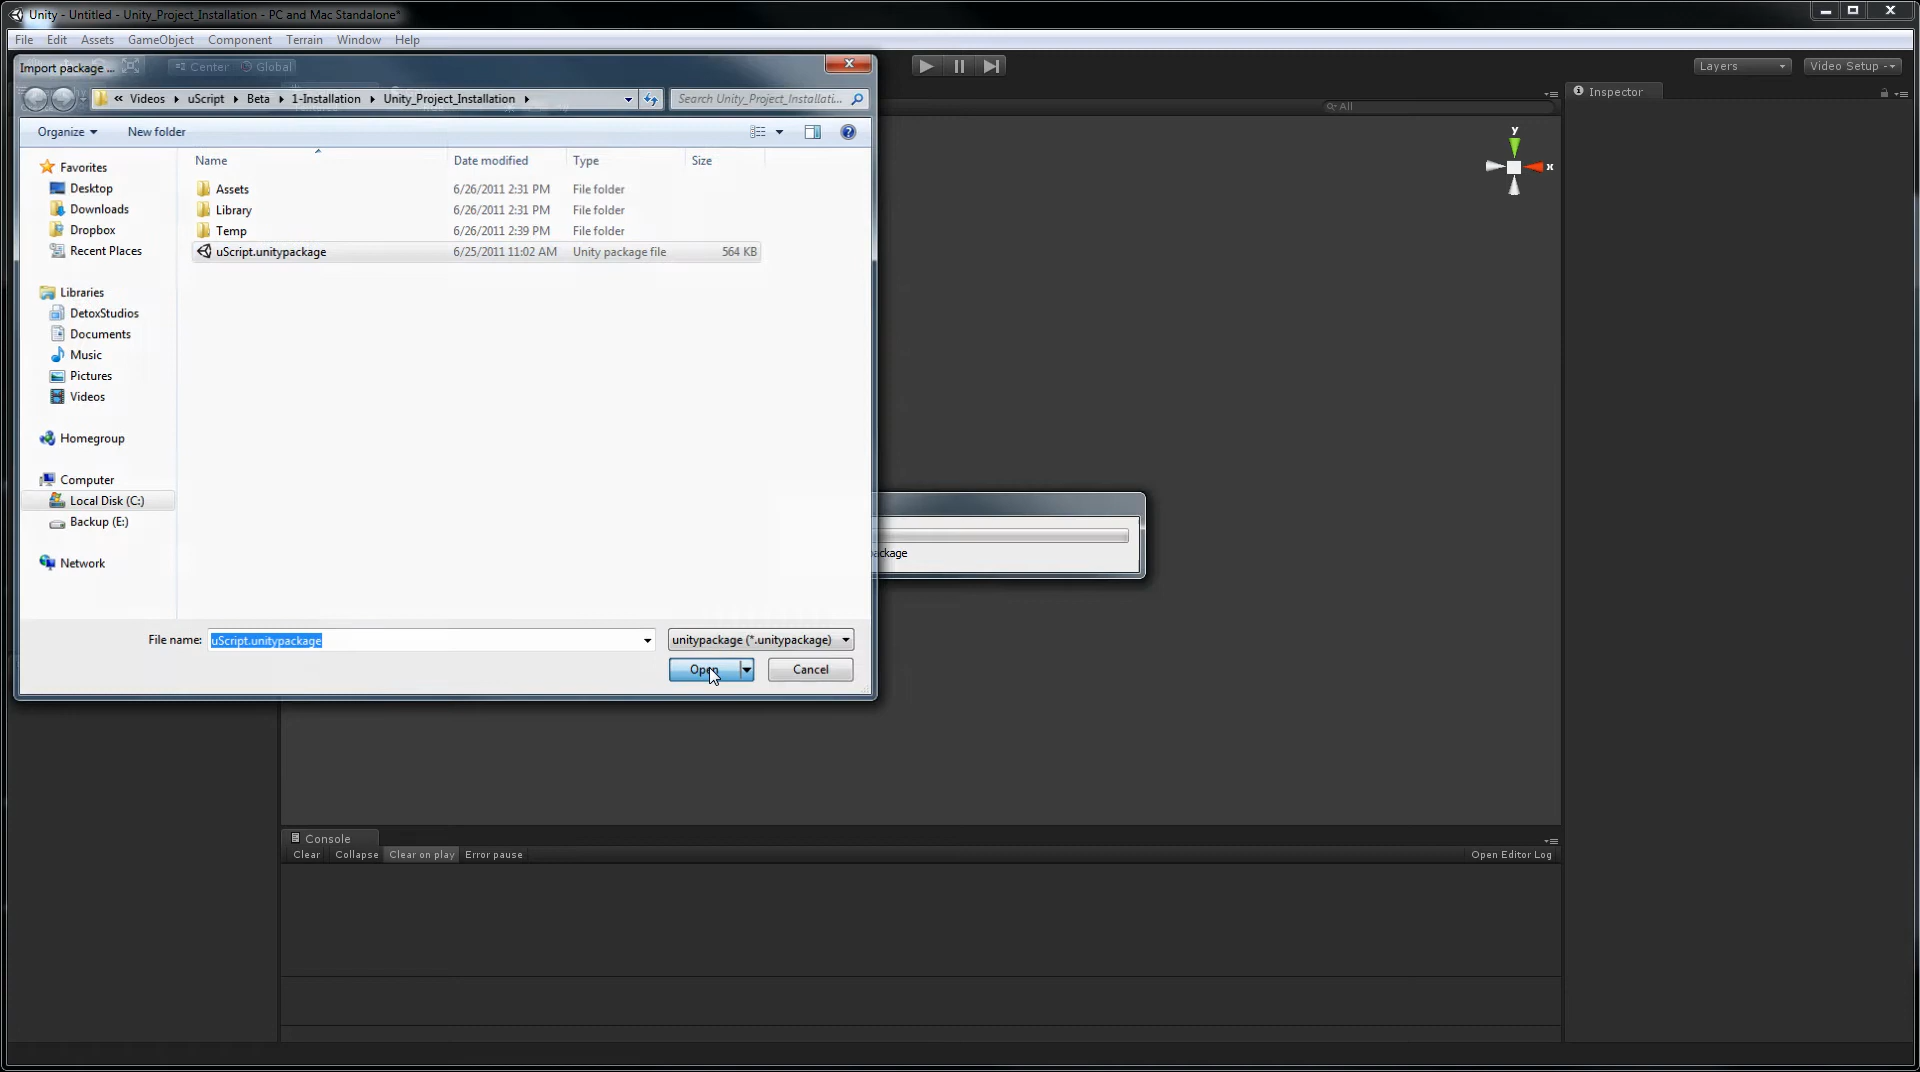 Unity - Untitled - Unity_Project_Installation - PC and Mac Standalone*
File Edit Assets GameObject Component Terrain Window Help
Import package ...
Center Global
Layers
Video Setup
« Videos uScript Beta 1-Installation Unity_Project_Installation
Search Unity_Project_Installati...
Inspector
All
Organize New folder
y
x
Name Date modified Type Size
Favorites
Desktop
Downloads
Dropbox
Recent Places
Libraries
DetoxStudios
Documents
Music
Pictures
Videos
Homegroup
Computer
Local Disk (C:)
Backup (E:)
Network
Assets 6/26/2011 2:31 PM File folder
Library 6/26/2011 2:31 PM File folder
Temp 6/26/2011 2:39 PM File folder
uScript.unitypackage 6/25/2011 11:02 AM Unity package file 564 KB
ackage
File name: uScript.unitypackage unitypackage (*.unitypackage)
Open Cancel
Console
Clear Collapse Clear on play Error pause Open Editor Log